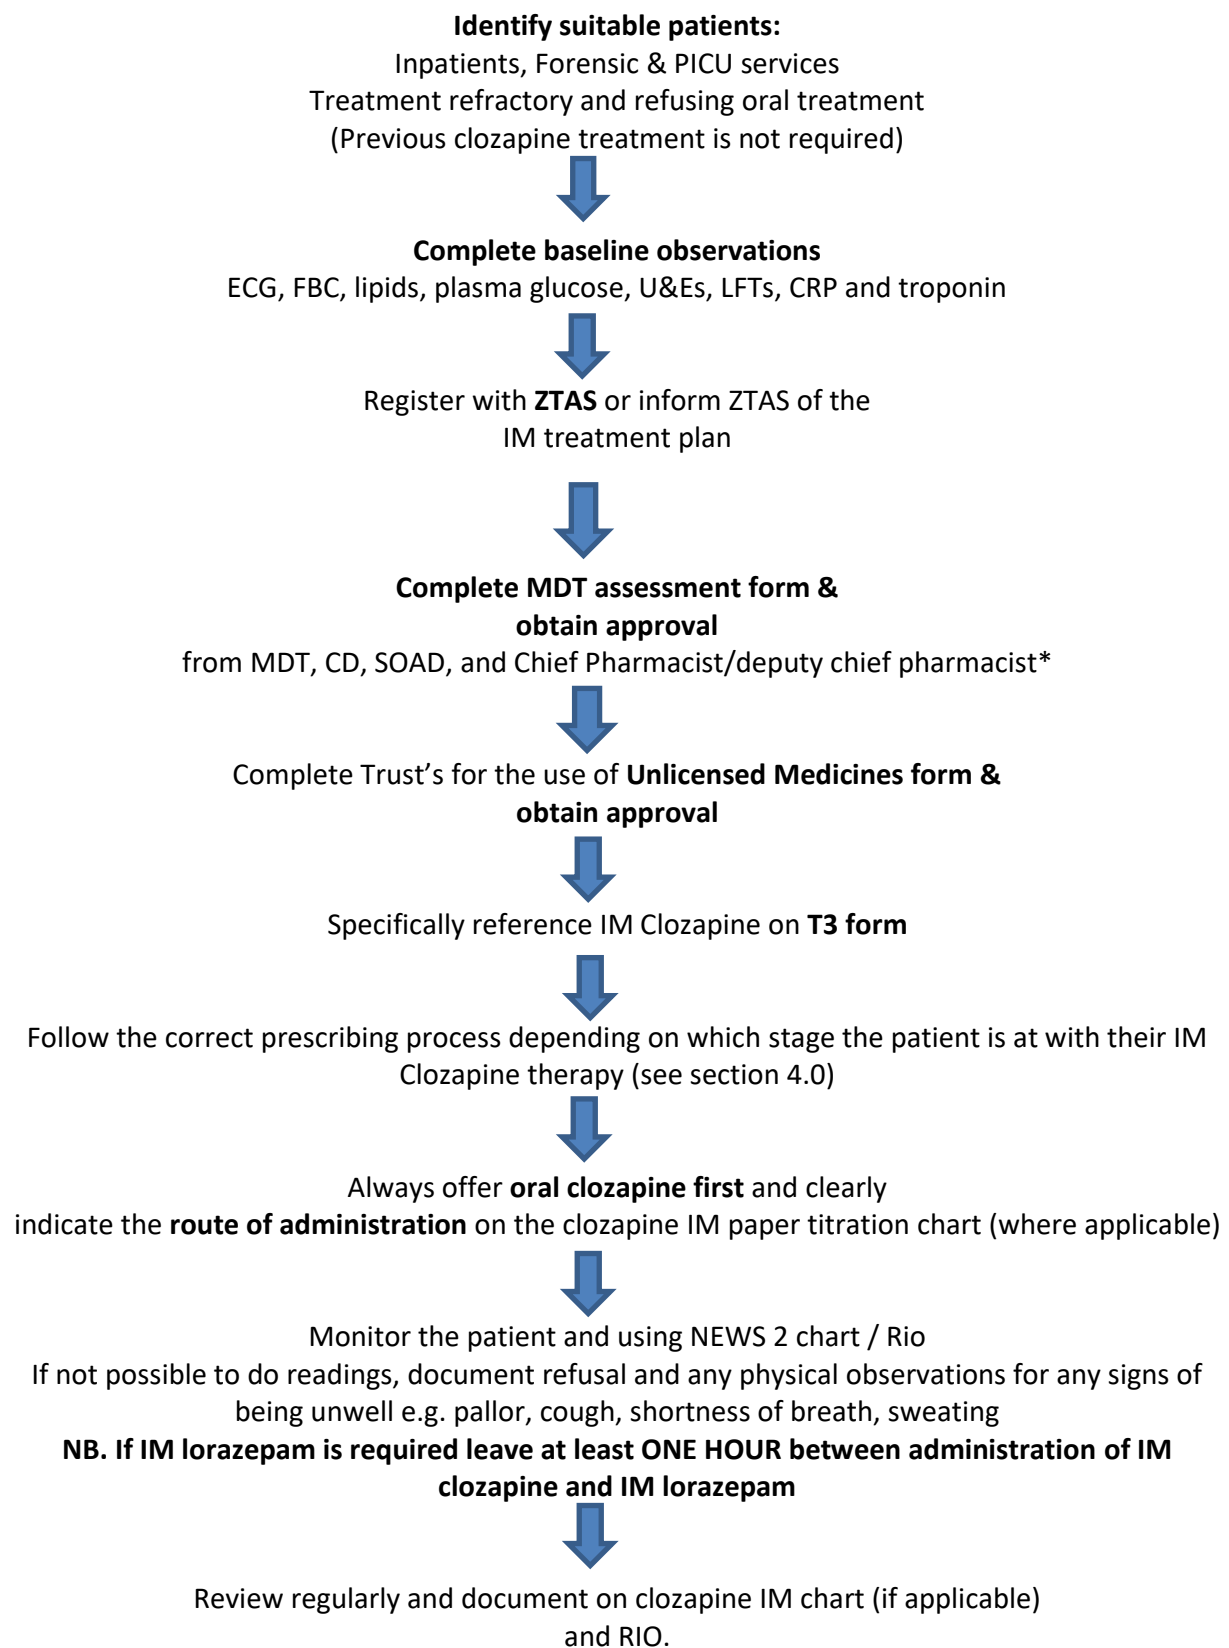 Identify suitable patients:
Inpatients, Forensic & PICU services
Treatment refractory and refusing oral treatment
(Previous clozapine treatment is not required)
Complete baseline observations
ECG, FBC, lipids, plasma glucose, U&Es, LFTs, CRP and troponin
Register with ZTAS or inform ZTAS of the
IM treatment plan
Complete MDT assessment form &
obtain approval
from MDT, CD, SOAD, and Chief Pharmacist/deputy chief pharmacist*
Complete Trust’s for the use of Unlicensed Medicines form &
obtain approval
Specifically reference IM Clozapine on T3 form
Follow the correct prescribing process depending on which stage the patient is at with their IM
Clozapine therapy (see section 4.0)
Always offer oral clozapine first and clearly
indicate the route of administration on the clozapine IM paper titration chart (where applicable)
Monitor the patient and using NEWS 2 chart / Rio
If not possible to do readings, document refusal and any physical observations for any signs of
being unwell e.g. pallor, cough, shortness of breath, sweating
NB. If IM lorazepam is required leave at least ONE HOUR between administration of IM
clozapine and IM lorazepam
Review regularly and document on clozapine IM chart (if applicable)
and RIO.